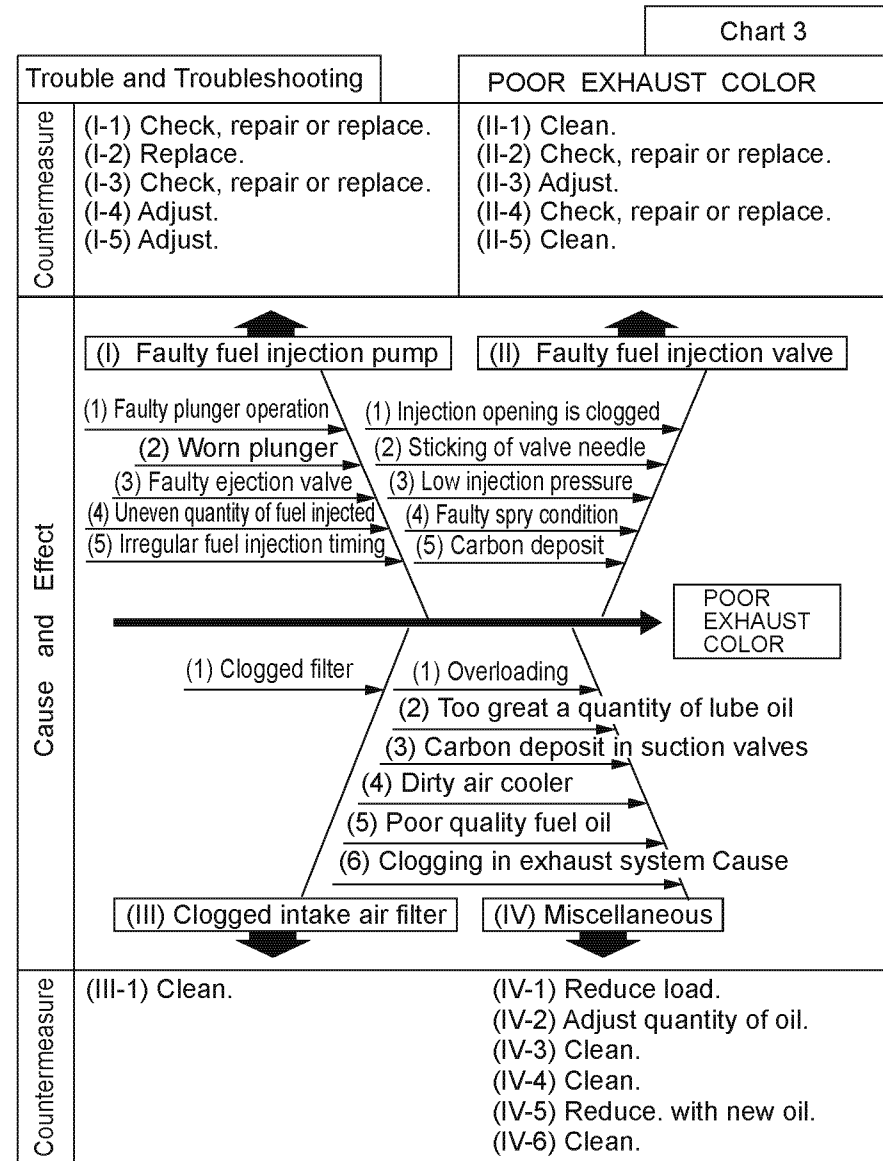 Chart 3
Trouble and Troubleshooting
POOR EXHAUST COLOR
Countermeasure
(I-1) Check, repair or replace.
(I-2) Replace.
(I-3) Check, repair or replace.
(I-4) Adjust.
(I-5) Adjust.
(II-1) Clean.
(II-2) Check, repair or replace.
(II-3) Adjust.
(II-4) Check, repair or replace.
(II-5) Clean.
Cause and Effect
(I) Faulty fuel injection pump
(1) Faulty plunger operation
(2) Worn plunger
(3) Faulty ejection valve
(4) Uneven quantity of fuel injected
(5) Irregular fuel injection timing
(II) Faulty fuel injection valve
(1) Injection opening is clogged
(2) Sticking of valve needle
(3) Low injection pressure
(4) Faulty spry condition
(5) Carbon deposit
POOR
EXHAUST
COLOR
(1) Clogged filter
(III) Clogged intake air filter
(1) Overloading
(2) Too great a quantity of lube oil
(3) Carbon deposit in suction valves
(4) Dirty air cooler
(5) Poor quality fuel oil
(6) Clogging in exhaust system Cause
(IV) Miscellaneous
Countermeasure
(III-1) Clean.
(IV-1) Reduce load.
(IV-2) Adjust quantity of oil.
(IV-3) Clean.
(IV-4) Clean.
(IV-5) Reduce. with new oil.
(IV-6) Clean.